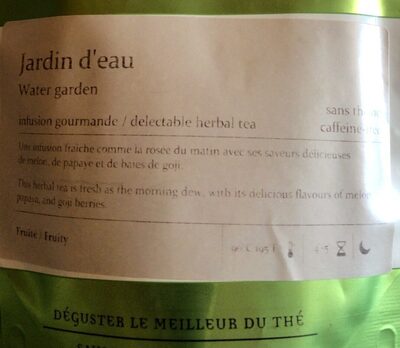 Jardin d'eau
Water garden
sans
infusion gourmande / delectable herbal tea
Une infusion fraîche comme la rosée du matin avec ses saveurs délicieuses
de melon, de papaye et de baies de goji.
This herbal tea is fresh as the morning dew, with its delicious flavours of melon,
papaya, and goji berries.
Fruité / Fruity
DÉGUSTER LE MEILLEUR DU THÉ